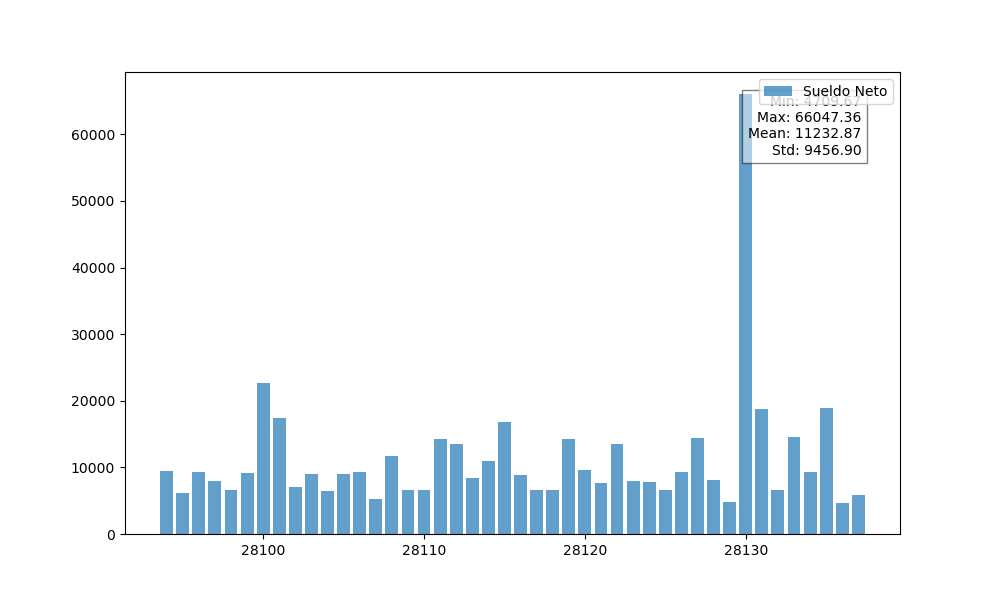 Sueldo Neto
Min: 4709.67
Max: 66047.36
Mean: 11232.87
Std: 9456.90
60000
50000
40000
30000
20000
10000
0
28100
28110
28120
28130